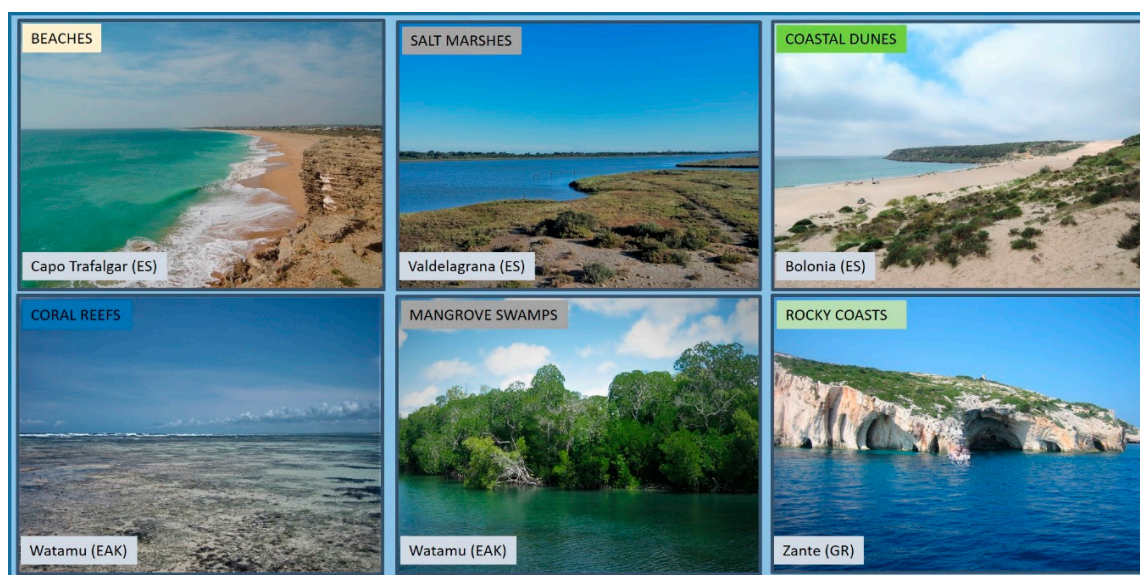 BEACHES
Capo Trafalgar (ES)
SALT MARSHES
Valdelagrana (ES)
COASTAL DUNES
Bolonia (ES)
CORAL REEFS
Watamu (EAK)
MANGROVE SWAMPS
Watamu (EAK)
ROCKY COASTS
Zante (GR)